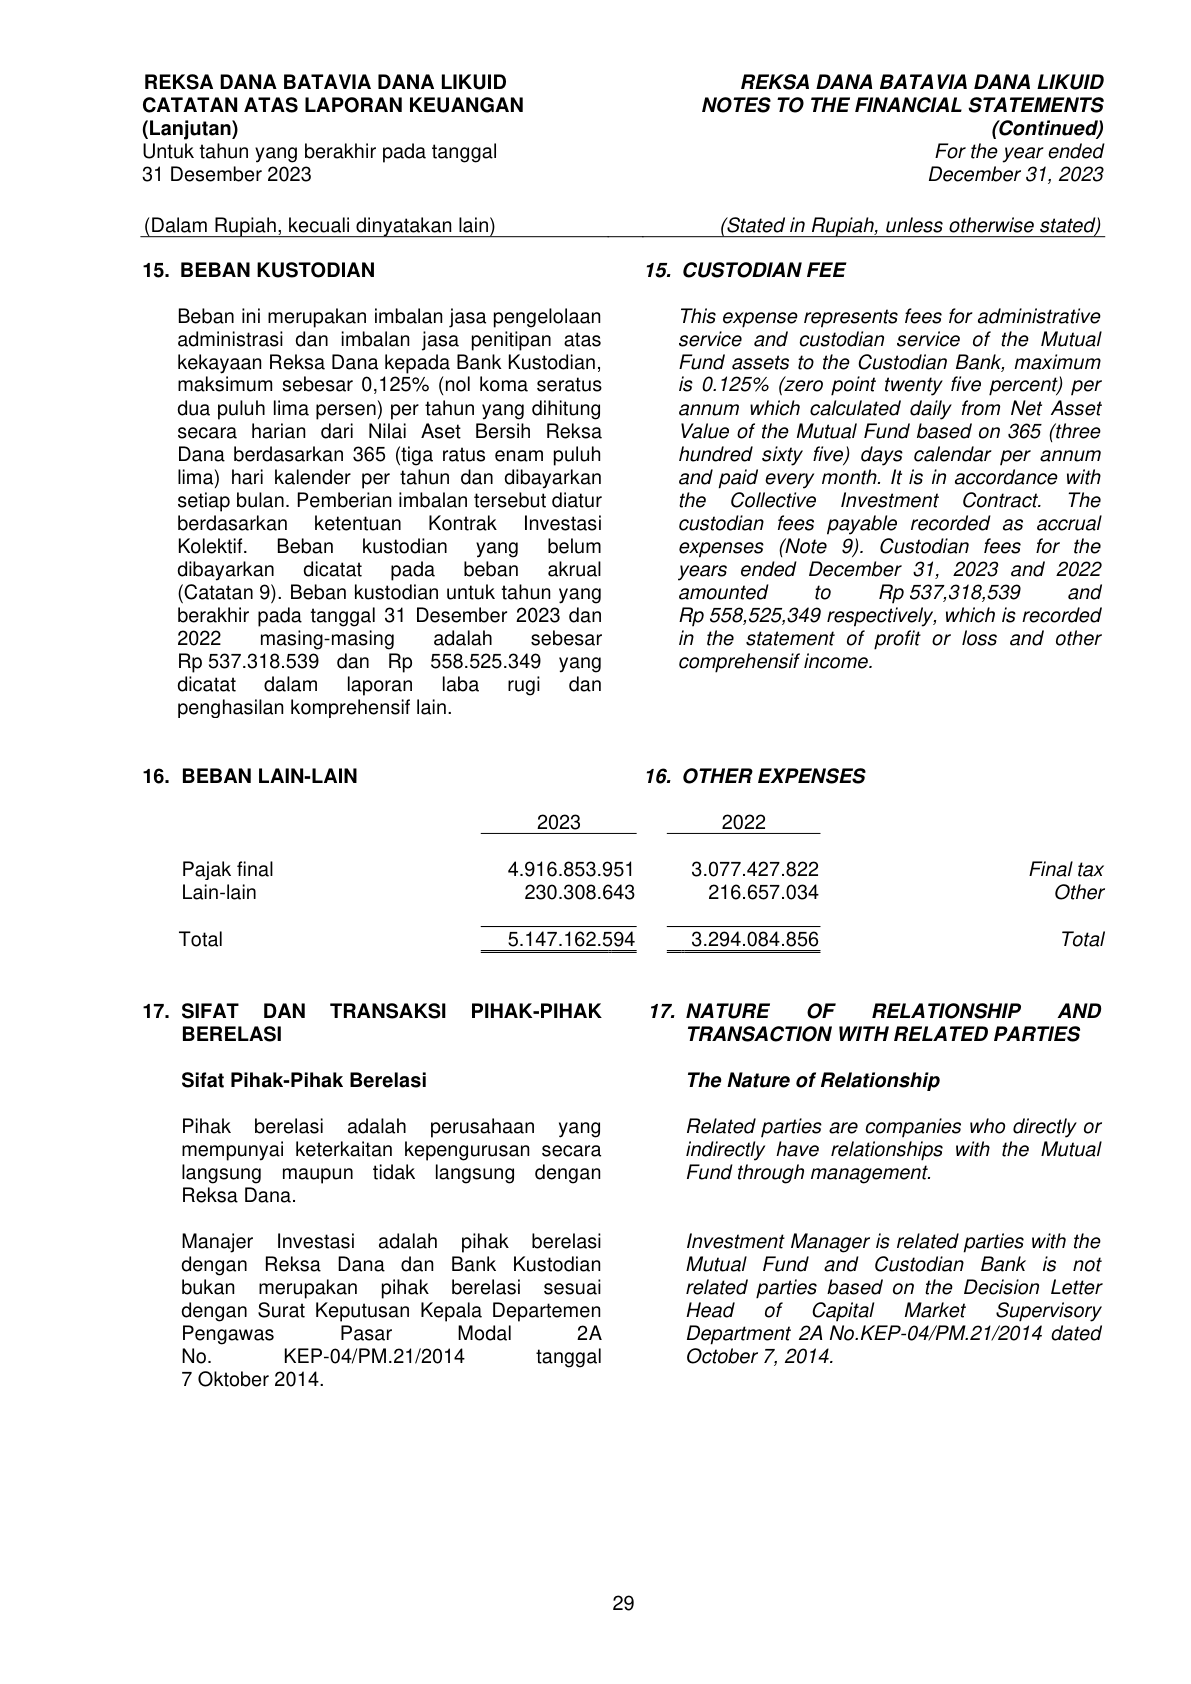 REKSA DANA BATAVIA DANA LIKUID
CATATAN ATAS LAPORAN KEUANGAN
(Lanjutan)
Untuk tahun yang berakhir pada tanggal
31 Desember 2023
(Dalam Rupiah, kecuali dinyatakan lain)
REKSA DANA BATAVIA DANA LIKUID
NOTES TO THE FINANCIAL STATEMENTS
(Continued)
For the year ended
December 31, 2023
(Stated in Rupiah, unless otherwise stated)
15. BEBAN KUSTODIAN
Beban ini merupakan imbalan jasa pengelolaan
administrasi dan imbalan jasa penitipan atas
kekayaan Reksa Dana kepada Bank Kustodian,
maksimum sebesar 0,125% (nol koma seratus
dua puluh lima persen) per tahun yang dihitung
secara harian dari Nilai Aset Bersih Reksa
Dana berdasarkan 365 (tiga ratus enam puluh
lima) hari kalender per tahun dan dibayarkan
setiap bulan. Pemberian imbalan tersebut diatur
berdasarkan ketentuan Kontrak Investasi
Kolektif. Beban kustodian yang belum
dibayarkan dicatat pada beban akrual
(Catatan 9). Beban kustodian untuk tahun yang
berakhir pada tanggal 31 Desember 2023 dan
2022 masing-masing adalah sebesar
Rp 537.318.539 dan Rp 558.525.349 yang
dicatat dalam laporan laba rugi dan
penghasilan komprehensif lain.
15. CUSTODIAN FEE
This expense represents fees for administrative
service and custodian service of the Mutual
Fund assets to the Custodian Bank, maximum
is 0.125% (zero point twenty five percent) per
annum which calculated daily from Net Asset
Value of the Mutual Fund based on 365 (three
hundred sixty five) days calendar per annum
and paid every month. It is in accordance with
the Collective Investment Contract. The
custodian fees payable recorded as accrual
expenses (Note 9). Custodian fees for the
years ended December 31, 2023 and 2022
amounted to Rp 537,318,539 and
Rp 558,525,349 respectively, which is recorded
in the statement of profit or loss and other
comprehensif income.
16. BEBAN LAIN-LAIN 16. OTHER EXPENSES
2023 2022
Pajak final 4.916.853.951 3.077.427.822 Final tax
Lain-lain 230.308.643 216.657.034 Other
Total 5.147.162.594 3.294.084.856 Total
17. SIFAT DAN TRANSAKSI PIHAK-PIHAK
BERELASI
Sifat Pihak-Pihak Berelasi
Pihak berelasi adalah perusahaan yang
mempunyai keterkaitan kepengurusan secara
langsung maupun tidak langsung dengan
Reksa Dana.
Manajer Investasi adalah pihak berelasi
dengan Reksa Dana dan Bank Kustodian
bukan merupakan pihak berelasi sesuai
dengan Surat Keputusan Kepala Departemen
Pengawas Pasar Modal 2A
No. KEP-04/PM.21/2014 tanggal
7 Oktober 2014.
17. NATURE OF RELATIONSHIP AND
TRANSACTION WITH RELATED PARTIES
The Nature of Relationship
Related parties are companies who directly or
indirectly have relationships with the Mutual
Fund through management.
Investment Manager is related parties with the
Mutual Fund and Custodian Bank is not
related parties based on the Decision Letter
Head of Capital Market Supervisory
Department 2A No.KEP-04/PM.21/2014 dated
October 7, 2014.
29